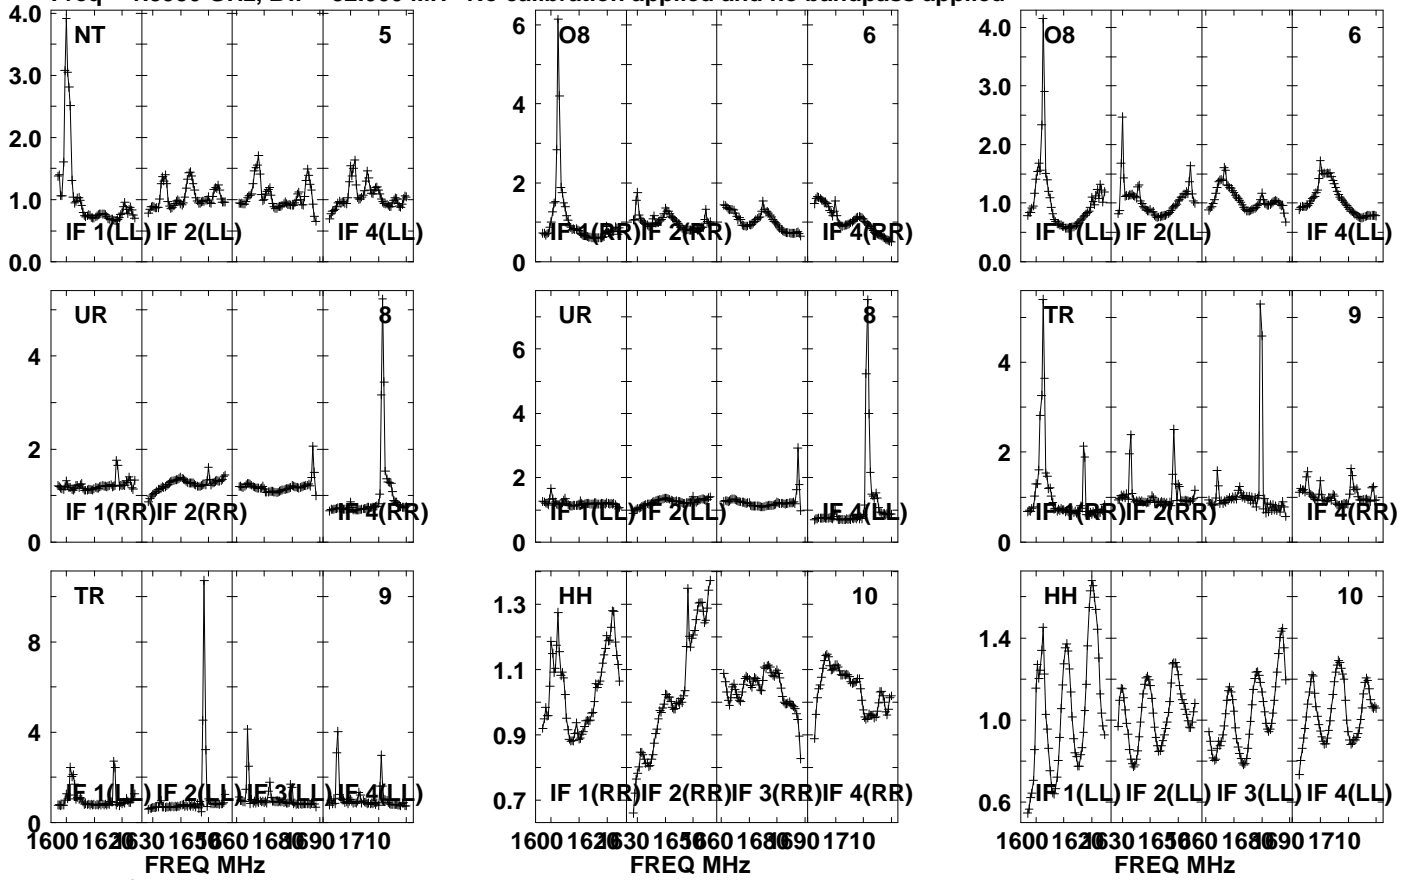 No calibration applied and no bandpass applied
NT 5
4.0
3.0
2.0
1.0
0.0
IF 1(LL) IF 2(LL) IF 4(LL)
O8 6
6
4
2
0
IF 1(RR) IF 2(RR) IF 4(RR)
O8 6
4.0
3.0
2.0
1.0
0.0
IF 1(LL) IF 2(LL) IF 4(LL)
UR 8
4
2
0
IF 1(RR) IF 2(RR) IF 4(RR)
UR 8
6
4
2
0
IF 1(LL) IF 2(LL) IF 4(LL)
TR 9
4
2
0
IF 1(RR) IF 2(RR) IF 4(RR)
TR 9
8
4
0
IF 1(LL) IF 2(LL) IF 3(LL) IF 4(LL)
1600 1620 1630 1650 1660 1680 1690 1710
FREQ MHz
HH 10
1.3
1.1
0.9
0.7
IF 1(RR) IF 2(RR) IF 3(RR) IF 4(RR)
1600 1620 1630 1650 1660 1680 1690 1710
FREQ MHz
HH 10
1.4
1.0
0.6
IF 1(LL) IF 2(LL) IF 3(LL) IF 4(LL)
1600 1620 1630 1650 1660 1680 1690 1710
FREQ MHz